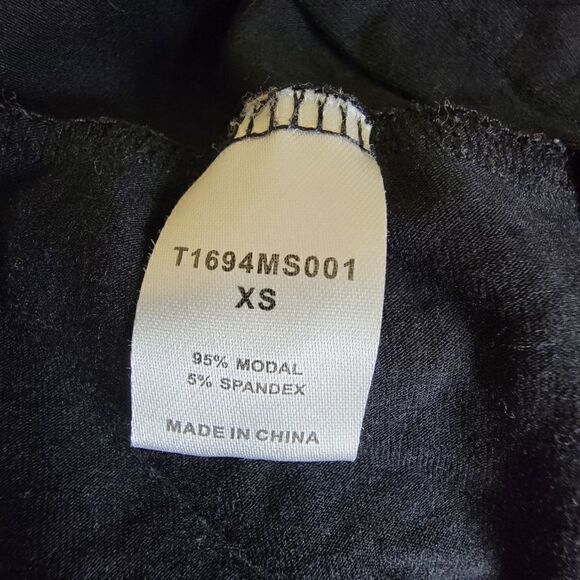 T1694MS001
XS
95% MODAL
5% SPANDEX
MADE IN CHINA